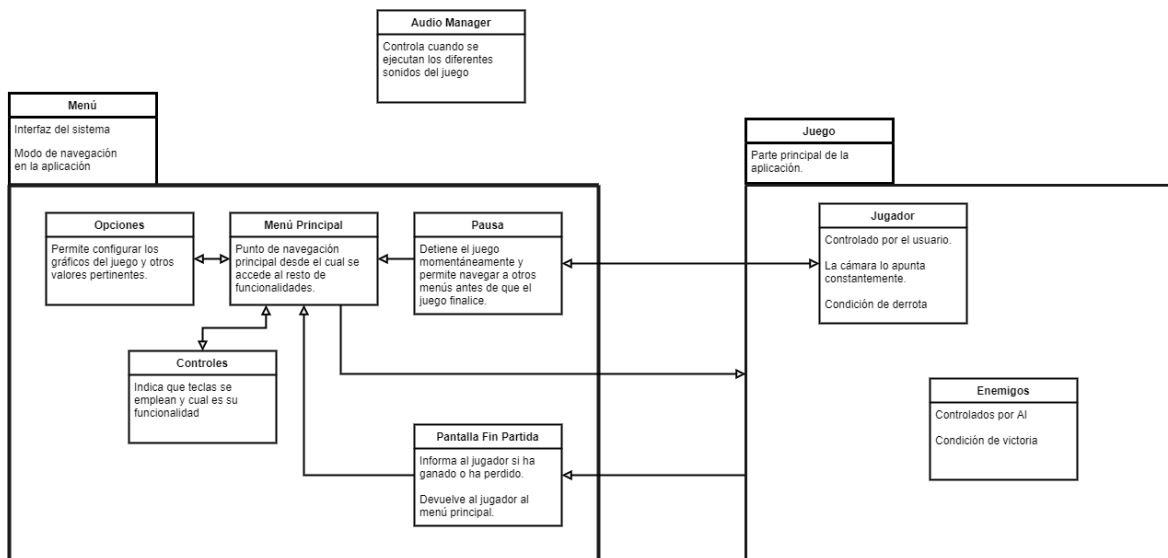 Audio Manager
Controla cuando se
ejecutan los diferentes
sonidos del juego
Menú
Interfaz del sistema
Modo de navegación
en la aplicación
Juego
Parte principal de la
aplicación.
Opciones
Permite configurar los
gráficos del juego y otros
valores pertinentes.
Menú Principal
Punto de navegación
principal desde el cual se
accede al resto de
funcionalidades.
Pausa
Detiene el juego
momentáneamente y
permite navegar a otros
menús antes de que el
juego finalice.
Jugador
Controlado por el usuario.
La cámara lo apunta
constantemente.
Condición de derrota
Controles
Indica que teclas se
emplean y cual es su
funcionalidad
Enemigos
Controlados por AI
Condición de victoria
Pantalla Fin Partida
Informa al jugador si ha
ganado o ha perdido.
Devuelve al jugador al
menú principal.